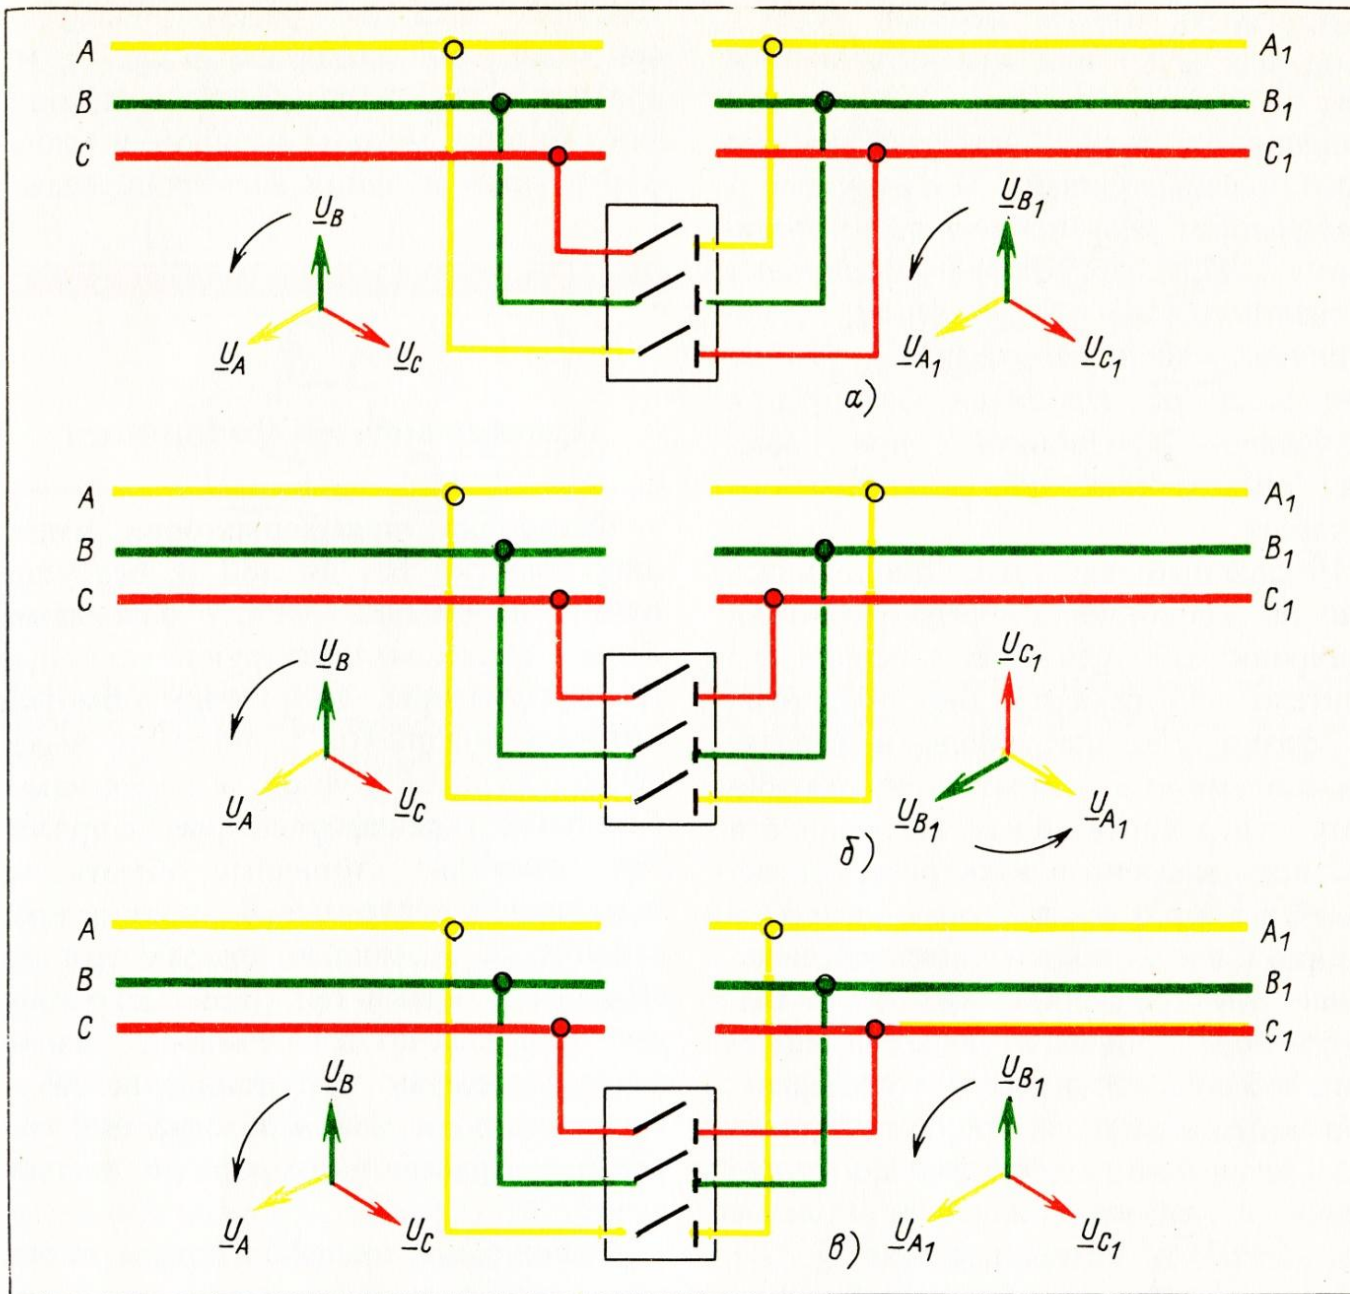 A A₁
B B₁
C C₁
U_B U_B₁
U_A U_C U_A₁ U_C₁
а)
A A₁
B B₁
C C₁
U_B U_C₁
U_A U_C U_B₁ U_A₁
б)
A A₁
B B₁
C C₁
U_B U_B₁
U_A U_C в) U_A₁ U_C₁